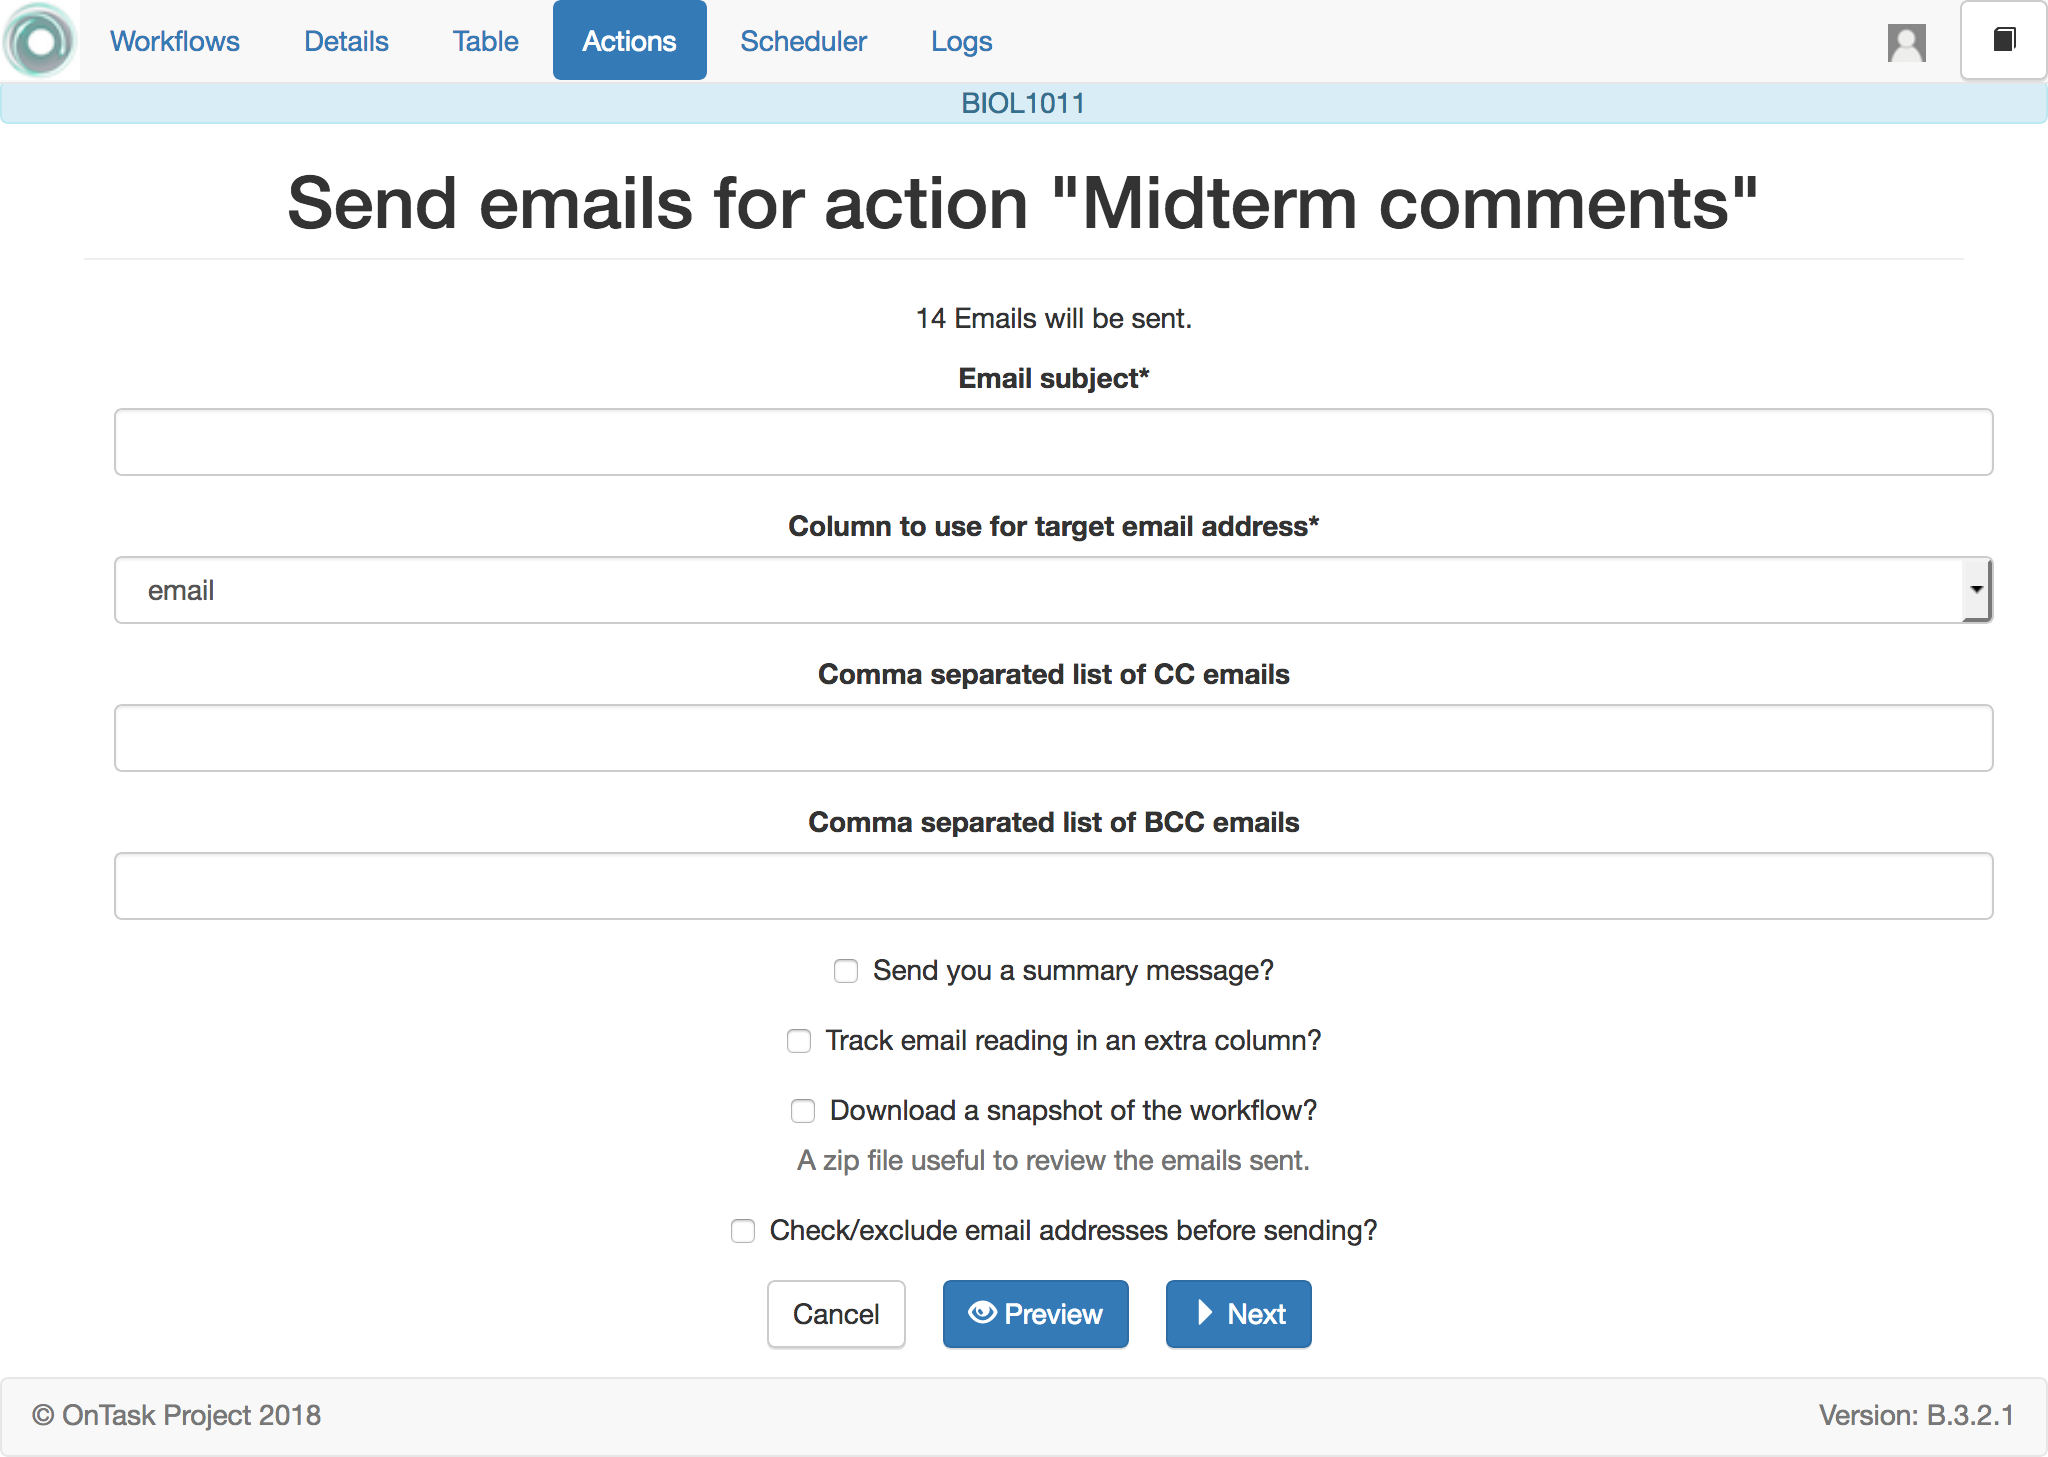 Workflows Details Table Actions Scheduler Logs
BIOL1011
Send emails for action "Midterm comments"
14 Emails will be sent.
Email subject*
Column to use for target email address*
email
Comma separated list of CC emails
Comma separated list of BCC emails
Send you a summary message?
Track email reading in an extra column?
Download a snapshot of the workflow?
A zip file useful to review the emails sent.
Check/exclude email addresses before sending?
Cancel Preview Next
© OnTask Project 2018 Version: B.3.2.1